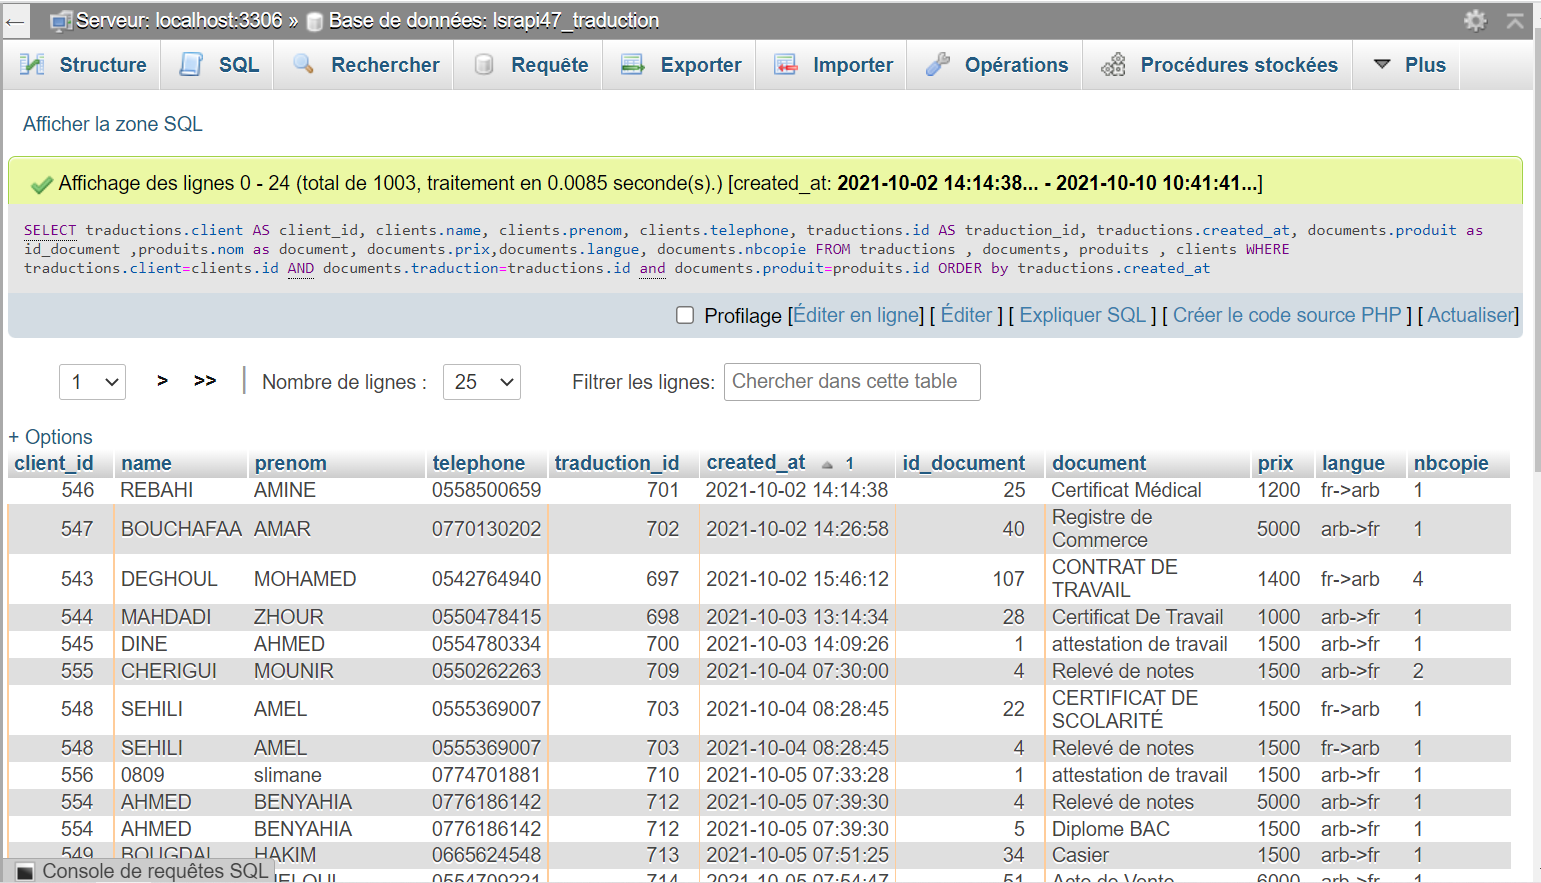 Serveur: localhost:3306 » Base de données: lsrapi47_traduction
Structure SQL Rechercher Requête Exporter Importer Opérations Procédures stockées Plus
Afficher la zone SQL
Affichage des lignes 0 - 24 (total de 1003, traitement en 0.0085 seconde(s).) [created_at: 2021-10-02 14:14:38... - 2021-10-10 10:41:41...]
SELECT traductions.client AS client_id, clients.name, clients.prenom, clients.telephone, traductions.id AS traduction_id, traductions.created_at, documents.produit as
id_document ,produits.nom as document, documents.prix,documents.langue, documents.nbcopie FROM traductions , documents, produits , clients WHERE
traductions.client=clients.id AND documents.traduction=traductions.id and documents.produit=produits.id ORDER by traductions.created_at
Profilage [Éditer en ligne] [ Éditer ] [ Expliquer SQL ] [ Créer le code source PHP ] [ Actualiser]
1 > >> Nombre de lignes : 25 Filtrer les lignes: Chercher dans cette table
+ Options
client_id name prenom telephone traduction_id created_at 1 id_document document prix langue nbcopie
546 REBAHI AMINE 0558500659 701 2021-10-02 14:14:38 25 Certificat Médical 1200 fr->arb 1
547 BOUCHAFAA AMAR 0770130202 702 2021-10-02 14:26:58 40 Registre de Commerce 5000 arb->fr 1
543 DEGHOUL MOHAMED 0542764940 697 2021-10-02 15:46:12 107 CONTRAT DE TRAVAIL 1400 fr->arb 4
544 MAHDADI ZHOUR 0550478415 698 2021-10-03 13:14:34 28 Certificat De Travail 1000 arb->fr 1
545 DINE AHMED 0554780334 700 2021-10-03 14:09:26 1 attestation de travail 1500 arb->fr 1
555 CHERIGUI MOUNIR 0550262263 709 2021-10-04 07:30:00 4 Relevé de notes 1500 arb->fr 2
548 SEHILI AMEL 0555369007 703 2021-10-04 08:28:45 22 CERTIFICAT DE SCOLARITÉ 1500 fr->arb 1
548 SEHILI AMEL 0555369007 703 2021-10-04 08:28:45 4 Relevé de notes 1500 fr->arb 1
556 0809 slimane 0774701881 710 2021-10-05 07:33:28 1 attestation de travail 1500 arb->fr 1
554 AHMED BENYAHIA 0776186142 712 2021-10-05 07:39:30 4 Relevé de notes 5000 arb->fr 1
554 AHMED BENYAHIA 0776186142 712 2021-10-05 07:39:30 5 Diplome BAC 1500 arb->fr 1
549 BOUGDAL HAKIM 0665624548 713 2021-10-05 07:51:25 34 Casier 1500 arb->fr 1
0554709221 714 2021-10-05 07:54:47 51 Acte de Vente 6000 arb->fr 1
Console de requêtes SQL